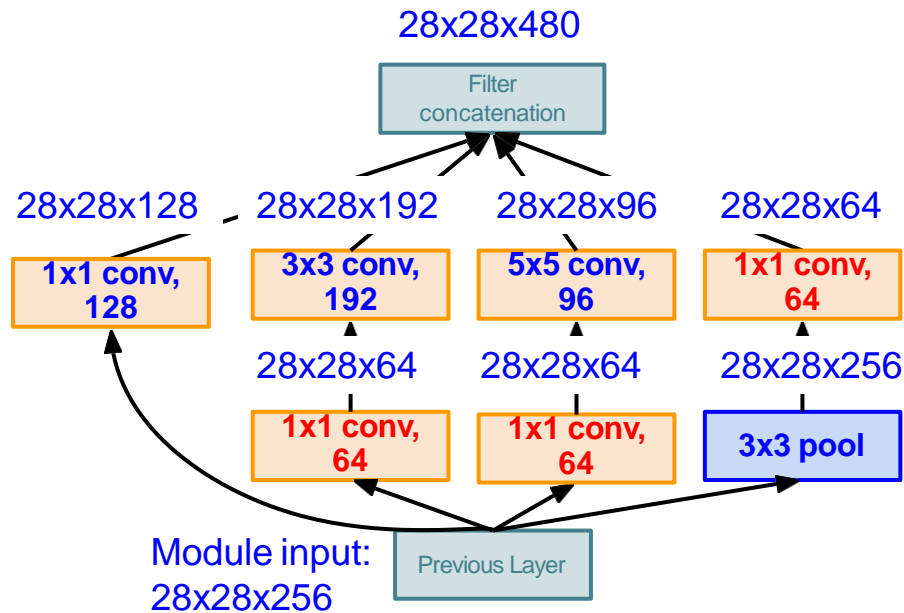 28x28x480
Filter
concatenation
28x28x128
28x28x192
28x28x96
28x28x64
1x1 conv,
128
3x3 conv,
192
5x5 conv,
96
1x1 conv,
64
28x28x64
28x28x64
28x28x256
1x1 conv,
64
1x1 conv,
64
3x3 pool
Module input:
28x28x256
Previous Layer